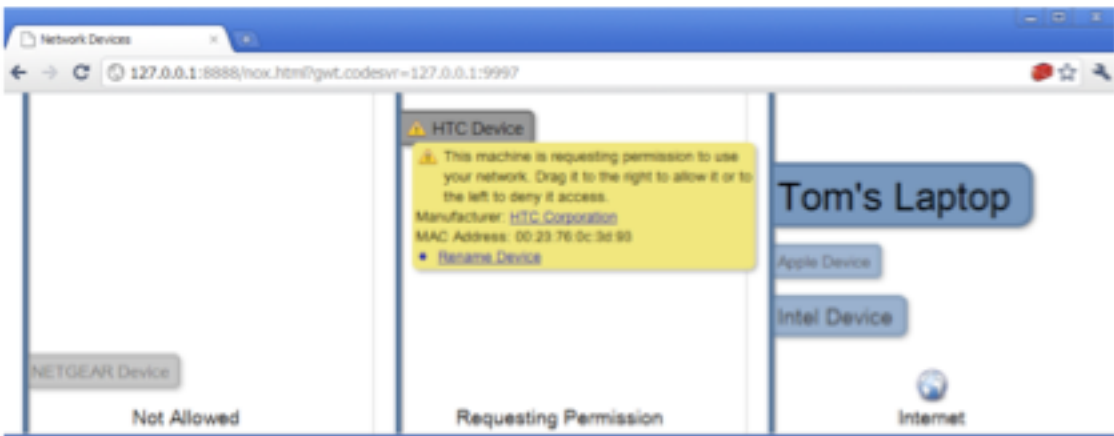 Network Devices
127.0.0.1:8888/nox.html?gwt.codesvr=127.0.0.1:9997
HTC Device
This machine is requesting permission to use
your network. Drag it to the right to allow it or to
the left to deny it access.
Manufacturer: HTC Corporation
MAC Address: 00:23:76:0c:3d:93
Rename Device
Tom's Laptop
Apple Device
Intel Device
NETGEAR Device
Not Allowed
Requesting Permission
Internet